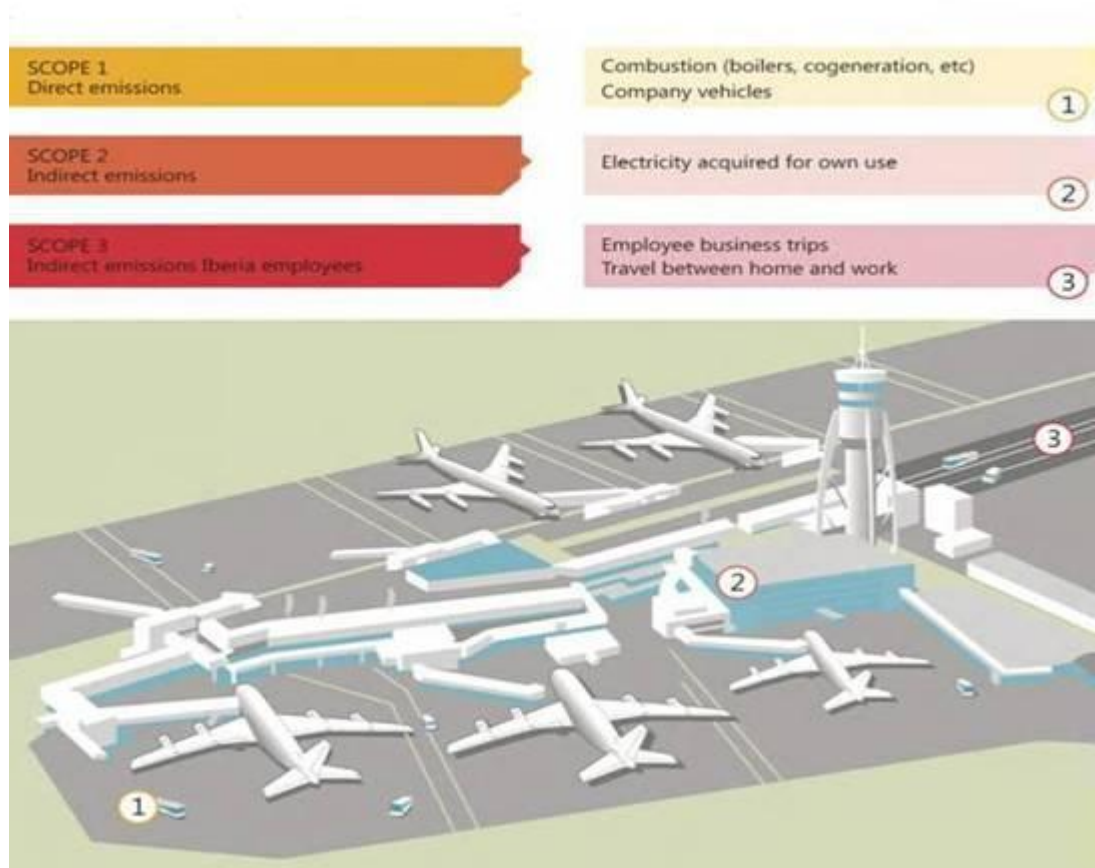 SCOPE 1
Direct emissions
Combustion (boilers, cogeneration, etc)
Company vehicles
1
SCOPE 2
Indirect emissions
Electricity acquired for own use
2
SCOPE 3
Indirect emissions Iberia employees
Employee business trips
Travel between home and work
3
3
2
1